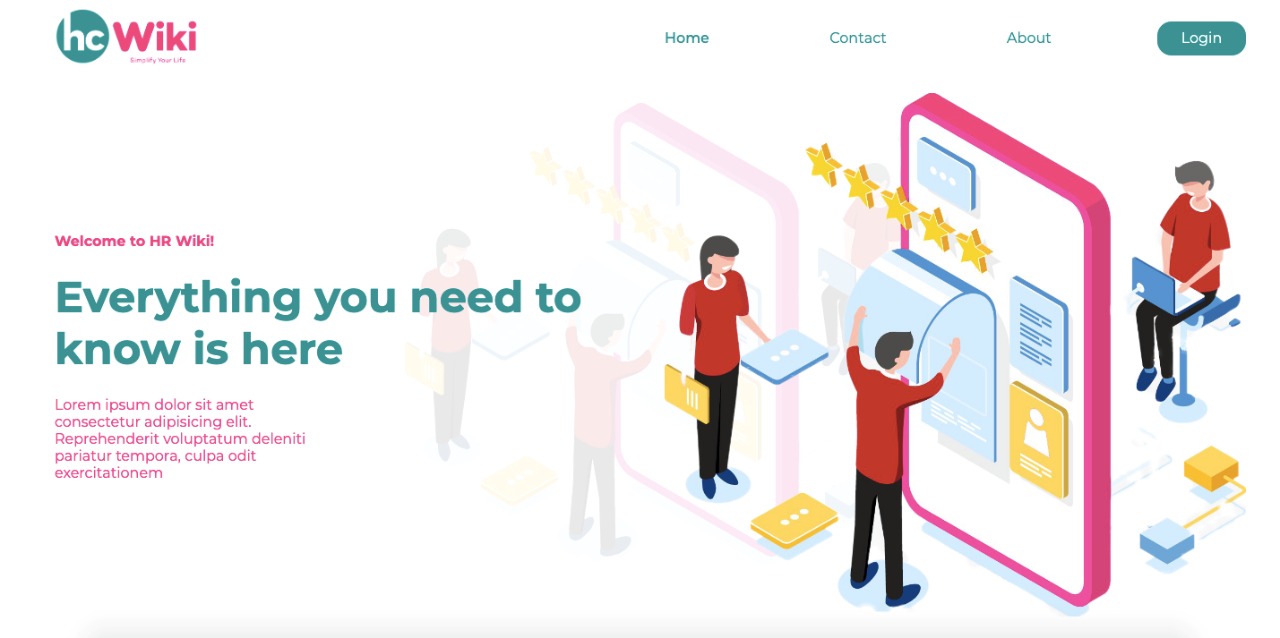 hc Wiki
Simplify Your Life
Home
Contact
About
Login
Welcome to HR Wiki!
Everything you need to
know is here
Lorem ipsum dolor sit amet
consectetur adipisicing elit.
Reprehenderit voluptatum deleniti
pariatur tempora, culpa odit
exercitationem